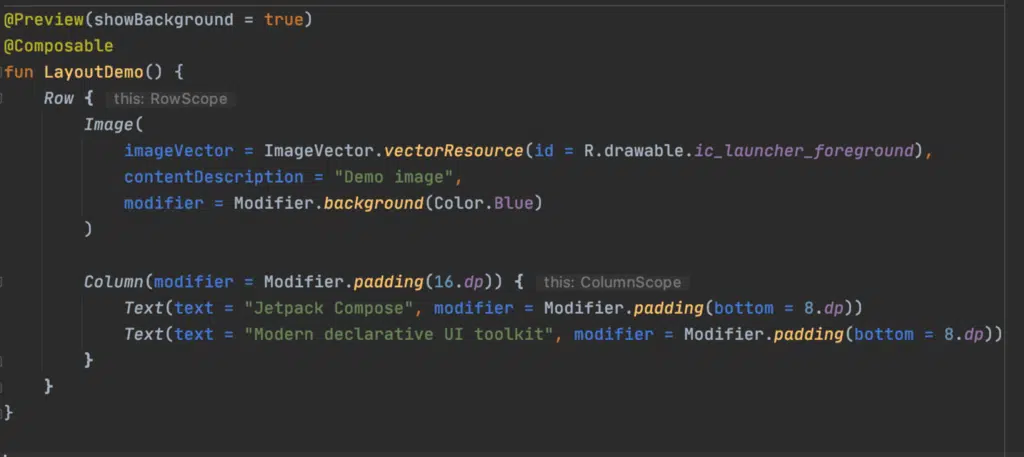 @Preview(showBackground = true)
@Composable
fun LayoutDemo() {
Row { this: RowScope
Image(
imageVector = ImageVector.vectorResource(id = R.drawable.ic_launcher_foreground),
contentDescription = "Demo image",
modifier = Modifier.background(Color.Blue)
)
Column(modifier = Modifier.padding(16.dp)) { this: ColumnScope
Text(text = "Jetpack Compose", modifier = Modifier.padding(bottom = 8.dp))
Text(text = "Modern declarative UI toolkit", modifier = Modifier.padding(bottom = 8.dp))
}
}
}